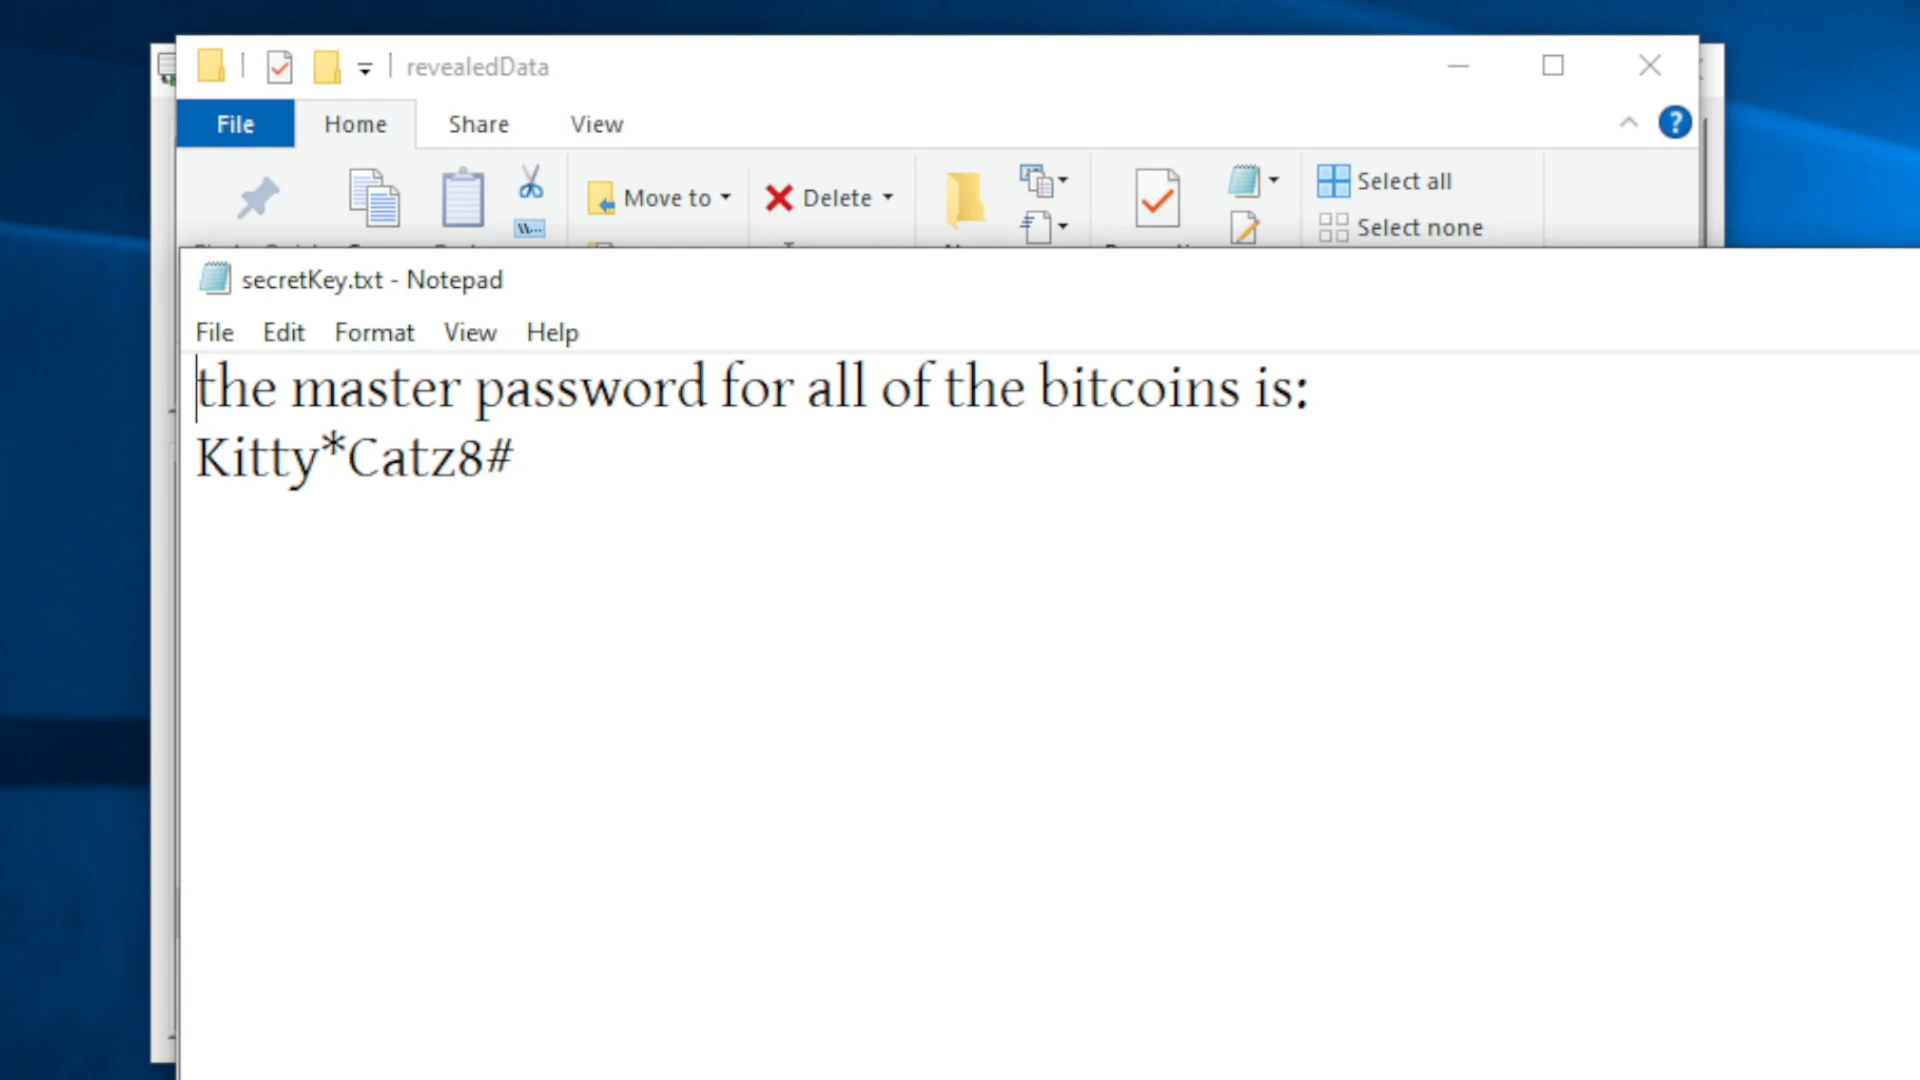 revealedData
File Home Share View
Move to Delete Select all
Select none
secretKey.txt - Notepad
File Edit Format View Help
the master password for all of the bitcoins is:
Kitty*Catz8#